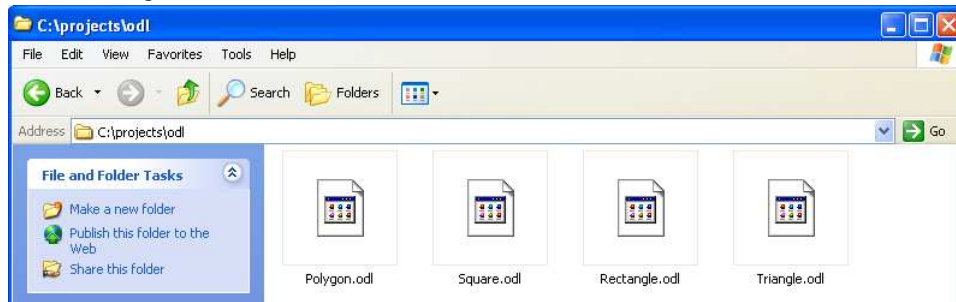 C:\projects\odl
File Edit View Favorites Tools Help
Back Search Folders
Address C:\projects\odl Go
File and Folder Tasks
Make a new folder
Publish this folder to the
Web
Share this folder
Polygon.odl Square.odl Rectangle.odl Triangle.odl